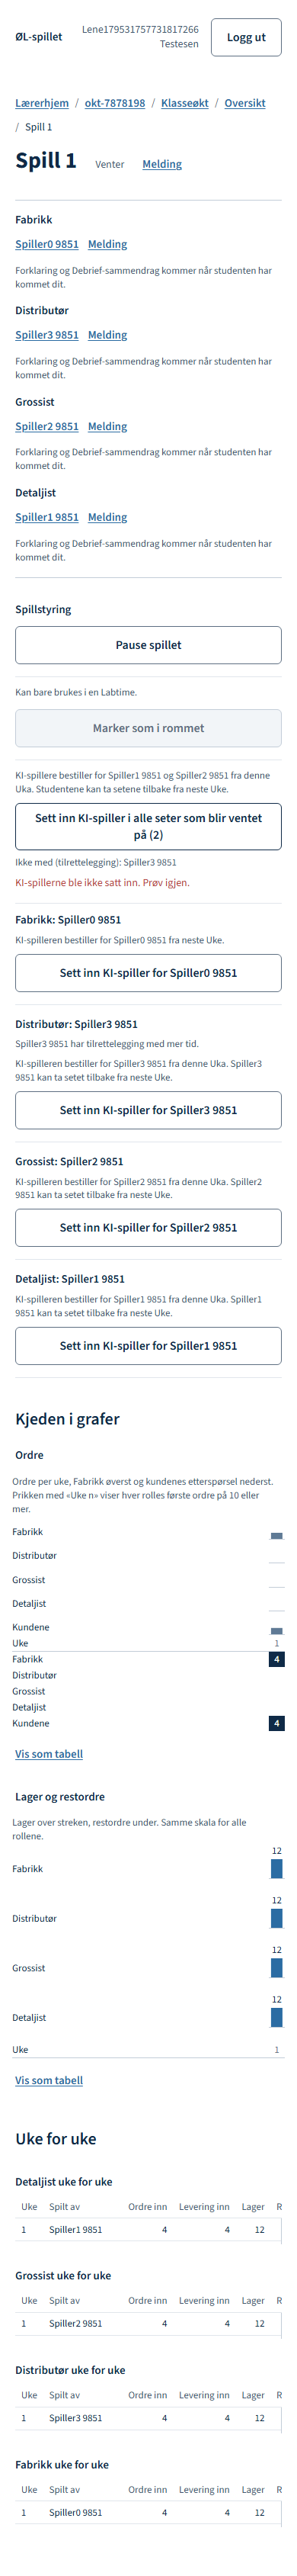 ØL-spillet
Lene179531757731817266
Testesen
Logg ut
Lærerhjem / okt-7878198 / Klasseøkt / Oversikt
/ Spill 1
Spill 1 Venter Melding
Fabrikk
Spiller0 9851 Melding
Forklaring og Debrief-sammendrag kommer når studenten har
kommet dit.
Distributør
Spiller3 9851 Melding
Forklaring og Debrief-sammendrag kommer når studenten har
kommet dit.
Grossist
Spiller2 9851 Melding
Forklaring og Debrief-sammendrag kommer når studenten har
kommet dit.
Detaljist
Spiller1 9851 Melding
Forklaring og Debrief-sammendrag kommer når studenten har
kommet dit.
Spillstyring
Pause spillet
Kan bare brukes i en Labtime.
Marker som i rommet
KI-spillere bestiller for Spiller1 9851 og Spiller2 9851 fra denne
Uka. Studentene kan ta setene tilbake fra neste Uke.
Sett inn KI-spiller i alle seter som blir ventet
på (2)
Ikke med (tilrettelegging): Spiller3 9851
KI-spillerne ble ikke satt inn. Prøv igjen.
Fabrikk: Spiller0 9851
KI-spilleren bestiller for Spiller0 9851 fra neste Uke.
Sett inn KI-spiller for Spiller0 9851
Distributør: Spiller3 9851
Spiller3 9851 har tilrettelegging med mer tid.
KI-spilleren bestiller for Spiller3 9851 fra denne Uka. Spiller3
9851 kan ta setet tilbake fra neste Uke.
Sett inn KI-spiller for Spiller3 9851
Grossist: Spiller2 9851
KI-spilleren bestiller for Spiller2 9851 fra denne Uka. Spiller2
9851 kan ta setet tilbake fra neste Uke.
Sett inn KI-spiller for Spiller2 9851
Detaljist: Spiller1 9851
KI-spilleren bestiller for Spiller1 9851 fra denne Uka. Spiller1
9851 kan ta setet tilbake fra neste Uke.
Sett inn KI-spiller for Spiller1 9851
Kjeden i grafer
Ordre
Ordre per uke, Fabrikk øverst og kundenes etterspørsel nederst.
Prikken med «Uke n» viser hver rolles første ordre på 10 eller
mer.
Fabrikk
Distributør
Grossist
Detaljist
Kundene
Uke 1
Fabrikk 4
Distributør
Grossist
Detaljist
Kundene 4
Vis som tabell
Lager og restordre
Lager over streken, restordre under. Samme skala for alle
rollene.
12
Fabrikk
12
Distributør
12
Grossist
12
Detaljist
Uke 1
Vis som tabell
Uke for uke
Detaljist uke for uke
Uke Spilt av Ordre inn Levering inn Lager R
1 Spiller1 9851 4 4 12
Grossist uke for uke
Uke Spilt av Ordre inn Levering inn Lager R
1 Spiller2 9851 4 4 12
Distributør uke for uke
Uke Spilt av Ordre inn Levering inn Lager R
1 Spiller3 9851 4 4 12
Fabrikk uke for uke
Uke Spilt av Ordre inn Levering inn Lager R
1 Spiller0 9851 4 4 12